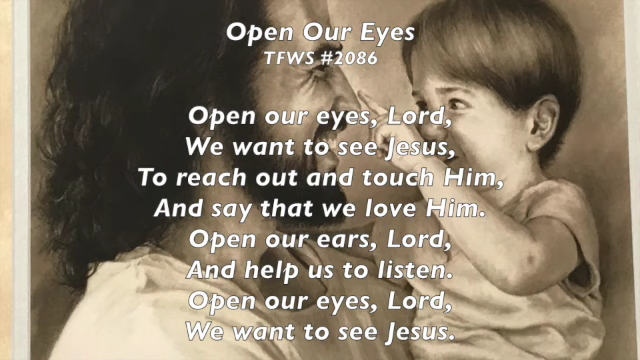 Open Our Eyes
TFWS #2086
Open our eyes, Lord,
We want to see Jesus,
To reach out and touch Him,
And say that we love Him.
Open our ears, Lord,
And help us to listen.
Open our eyes, Lord,
We want to see Jesus.